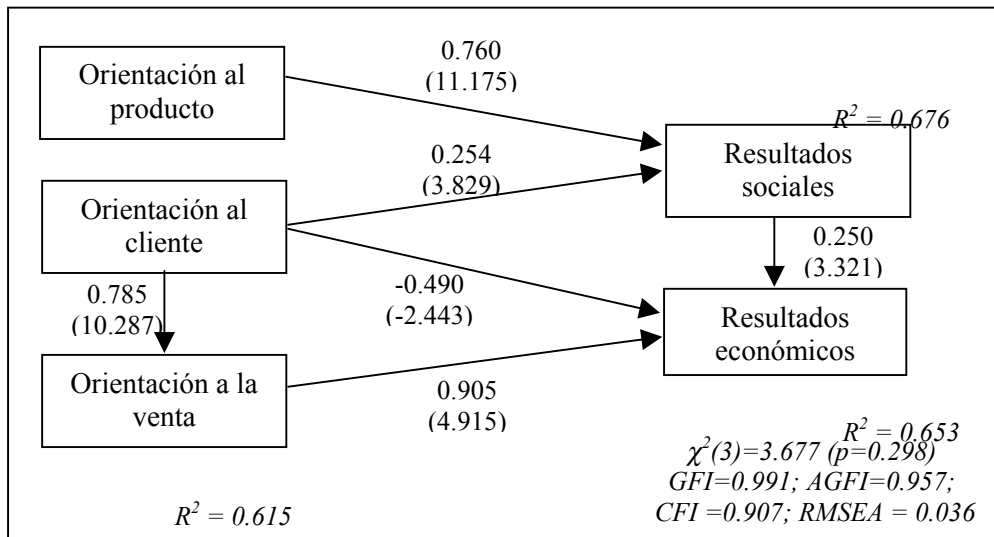 0.760
(11.175)
Orientación al
producto
R² = 0.676
0.254
(3.829)
Resultados
sociales
Orientación al
cliente
0.250
(3.321)
0.785
(10.287)
-0.490
(-2.443)
Resultados
económicos
Orientación a la
venta
0.905
(4.915)
R² = 0.653
χ²(3)=3.677 (p=0.298)
GFI=0.991; AGFI=0.957;
CFI =0.907; RMSEA = 0.036
R² = 0.615